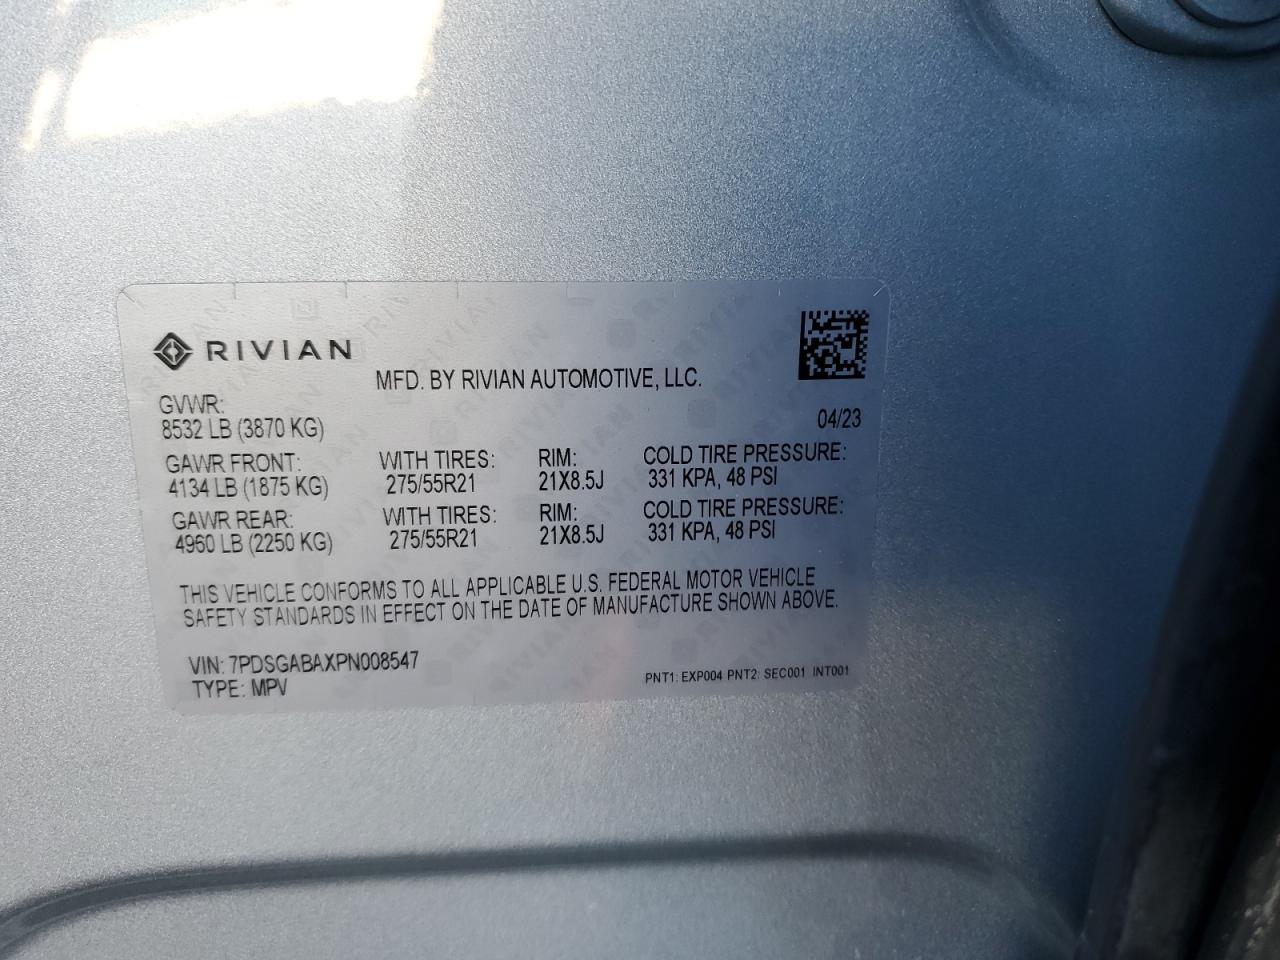 RIVIAN
MFD. BY RIVIAN AUTOMOTIVE, LLC.
GVWR:
8532 LB (3870 KG)
04/23
GAWR FRONT: WITH TIRES: RIM: COLD TIRE PRESSURE:
4134 LB (1875 KG) 275/55R21 21X8.5J 331 KPA, 48 PSI
GAWR REAR: WITH TIRES: RIM: COLD TIRE PRESSURE:
4960 LB (2250 KG) 275/55R21 21X8.5J 331 KPA, 48 PSI
THIS VEHICLE CONFORMS TO ALL APPLICABLE U.S. FEDERAL MOTOR VEHICLE
SAFETY STANDARDS IN EFFECT ON THE DATE OF MANUFACTURE SHOWN ABOVE.
VIN: 7PDSGABAXPN008547
TYPE: MPV
PNT1: EXP004 PNT2: SEC001 INT001